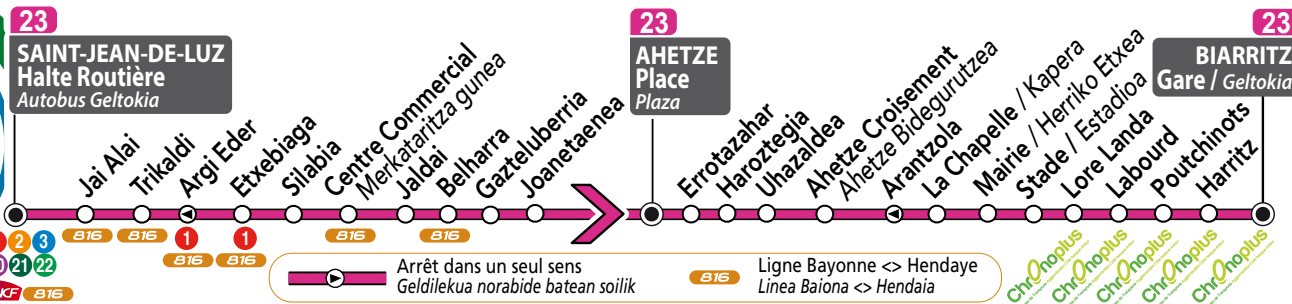 23
SAINT-JEAN-DE-LUZ
Halte Routière
Autobus Geltokia
Jai Alai
Trikaldi
Argi Eder
Etxebiaga
Silabia
Centre Commercial
Merkataritza gunea
Jaldai
Belharra
Gazteluberria
Joanetaenea
23
AHETZE
Place
Plaza
Errotazahar
Haroztegia
Uhazaldea
Ahetze Croisement
Ahetze Bidegurutzea
Arantzola
La Chapelle / Kapera
Mairie / Herriko Etxea
Stade / Estadioa
Lore Landa
Labourd
Poutchinots
Harritz
23
BIARRITZ
Gare / Geltokia
2 3
21 22
816
816
816
1
816
1
816
816
816
Chronoplus
Chronoplus
Chronoplus
Chronoplus
Chronoplus
Arrêt dans un seul sens
Geldilekua norabide batean soilik
816
Ligne Bayonne <> Hendaye
Linea Baiona <> Hendaia